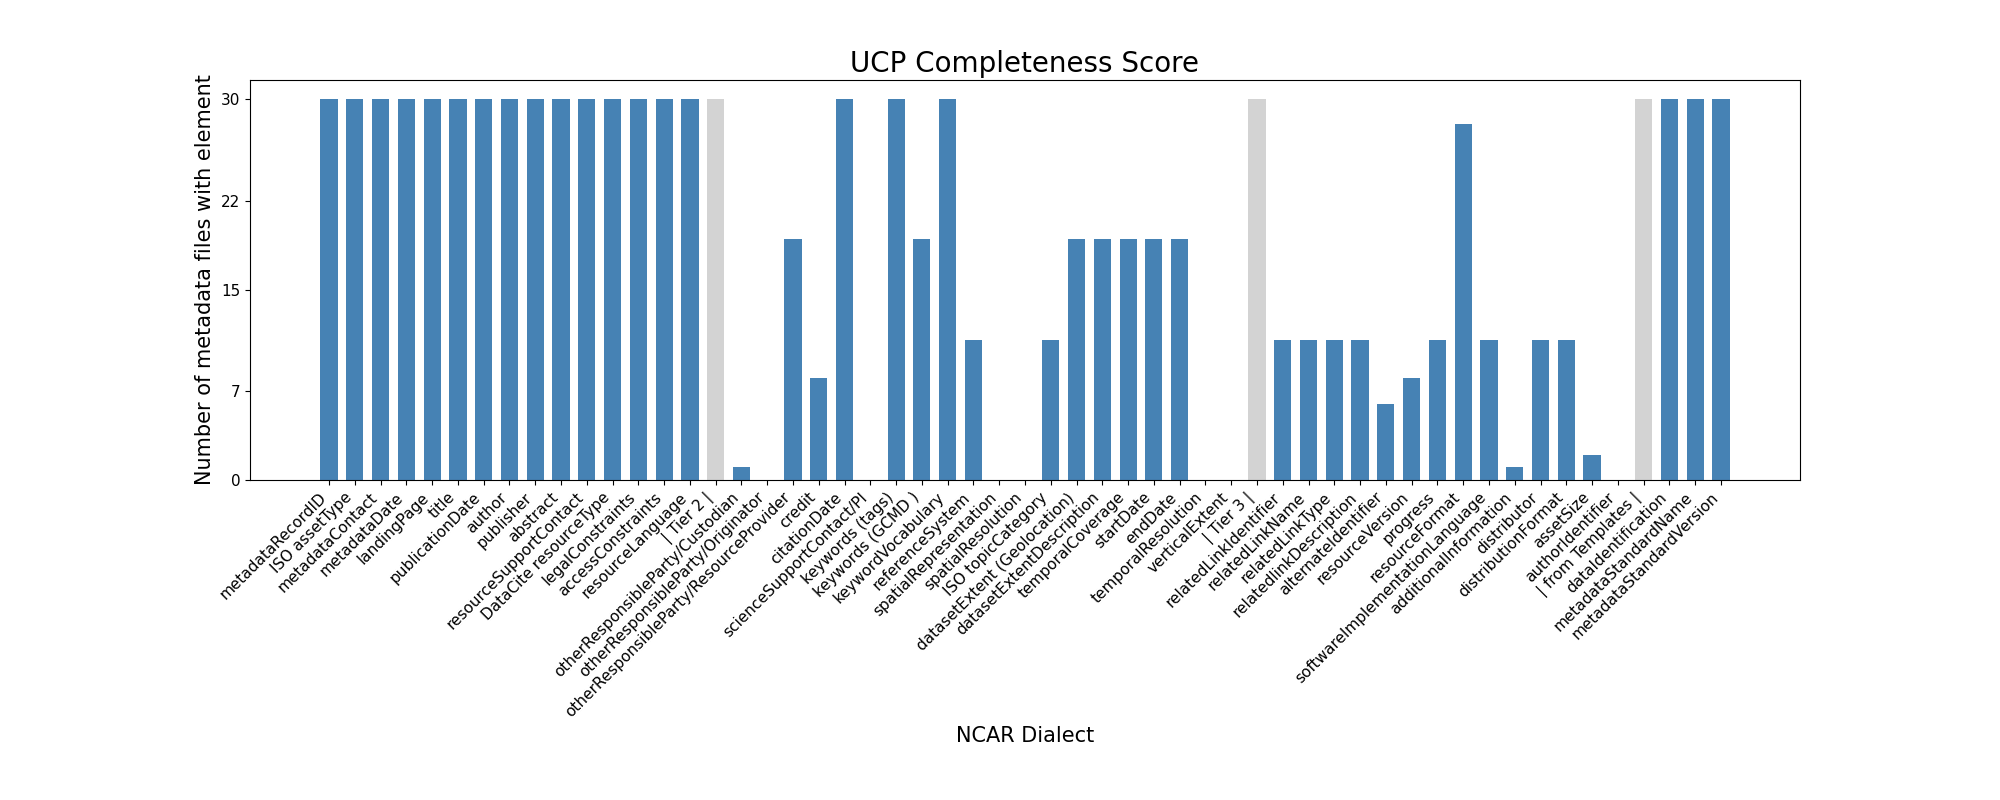 UCP Completeness Score
Number of metadata files with element
30
22
15
7
0
metadataRecordID
ISO assetType
metadataContact
metadataDate
landingPage
title
publicationDate
author
publisher
abstract
resourceSupportContact
DataCite resourceType
legalConstraints
accessConstraints
resourceLanguage
| Tier 2 |
otherResponsibleParty/Custodian
otherResponsibleParty/Originator
otherResponsibleParty/ResourceProvider
credit
citationDate
scienceSupportContact/PI
keywords (tags)
keywords (GCMD )
keywordVocabulary
referenceSystem
spatialRepresentation
spatialResolution
ISO topicCategory
datasetExtent (Geolocation)
datasetExtentDescription
temporalCoverage
startDate
endDate
temporalResolution
verticalExtent
| Tier 3 |
relatedLinkIdentifier
relatedLinkName
relatedLinkType
relatedlinkDescription
alternateIdentifier
resourceVersion
progress
resourceFormat
softwareImplementationLanguage
additionalInformation
distributor
distributionFormat
assetSize
authorIdentifier
| from Templates |
dataIdentification
metadataStandardName
metadataStandardVersion
NCAR Dialect